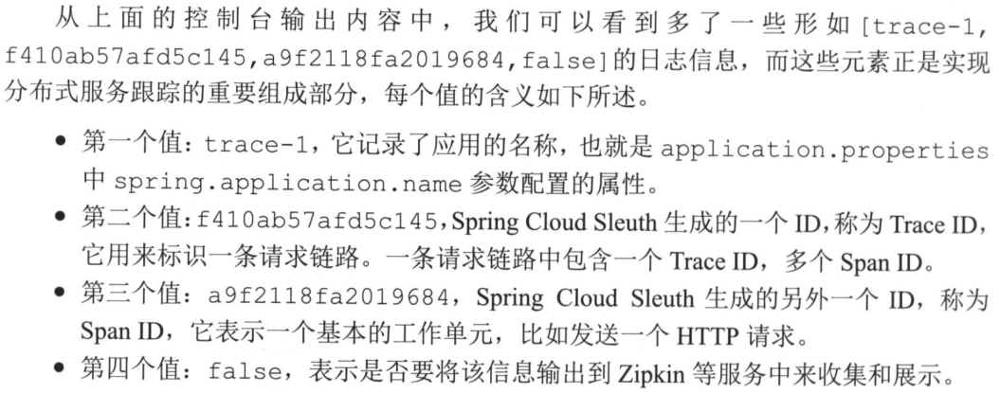 从上面的控制台输出内容中，我们可以看到多了一些形如[trace-1,
f410ab57afd5c145,a9f2118fa2019684,false]的日志信息，而这些元素正是实现
分布式服务跟踪的重要组成部分，每个值的含义如下所述。
● 第一个值：trace-1，它记录了应用的名称，也就是 application.properties
中 spring.application.name 参数配置的属性。
● 第二个值：f410ab57afd5c145，Spring Cloud Sleuth 生成的一个 ID，称为 Trace ID，
它用来标识一条请求链路。一条请求链路中包含一个 Trace ID，多个 Span ID。
● 第三个值：a9f2118fa2019684，Spring Cloud Sleuth 生成的另外一个 ID，称为
Span ID，它表示一个基本的工作单元，比如发送一个 HTTP 请求。
● 第四个值：false，表示是否要将该信息输出到 Zipkin 等服务中来收集和展示。